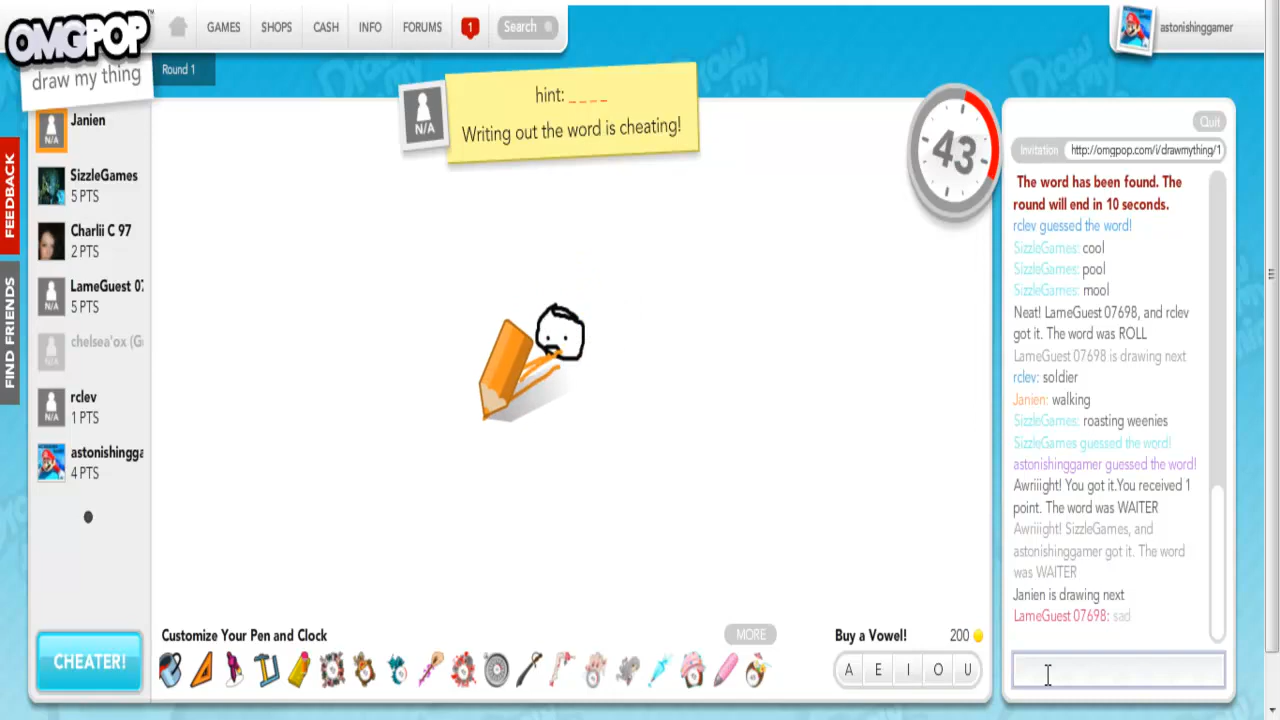 OMGPOP™
draw my thing
GAMES
SHOPS
CASH
INFO
FORUMS
1
Search
astonishinggamer
Round 1
hint: _ _ _ _
Writing out the word is cheating!
N/A
43
FEEDBACK
FIND FRIENDS
N/A
Janien
SizzleGames
5 PTS
Charlii C 97
2 PTS
N/A
LameGuest 07
5 PTS
N/A
chelsea'ox (G
N/A
rclev
1 PTS
astonishingga
4 PTS
CHEATER!
Customize Your Pen and Clock
MORE
Buy a Vowel!
200
A E I O U
Quit
Invitation
http://omgpop.com/i/drawmything/1
The word has been found. The
round will end in 10 seconds.
rclev guessed the word!
SizzleGames: cool
SizzleGames: pool
SizzleGames: mool
Neat! LameGuest 07698, and rclev
got it. The word was ROLL
LameGuest 07698 is drawing next
rclev: soldier
Janien: walking
SizzleGames: roasting weenies
SizzleGames guessed the word!
astonishinggamer guessed the word!
Awriiight! You got it.You received 1
point. The word was WAITER
Awriiight! SizzleGames, and
astonishinggamer got it. The word
was WAITER
Janien is drawing next
LameGuest 07698: sad